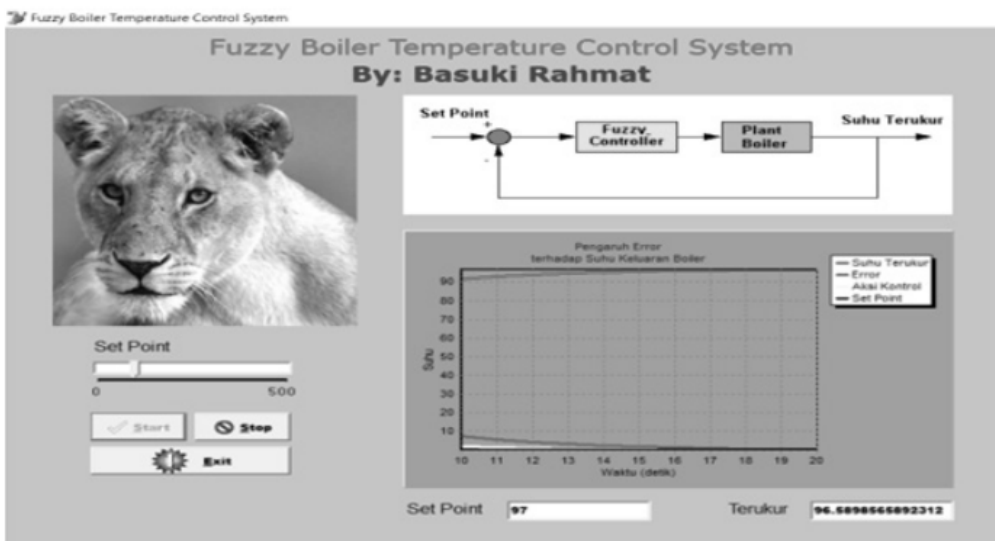 Fuzzy Boiler Temperature Control System
Fuzzy Boiler Temperature Control System
By: Basuki Rahmat
Set Point
+
-
Fuzzy
Controller
Plant
Boiler
Suhu Terukur
Pengaruh Error
terhadap Suhu Keluaran Boiler
Suhu
90
80
70
60
50
40
30
20
10
10 11 12 13 14 15 16 17 18 19 20
Waktu (detik)
Suhu Terukur
Error
Aksi Kontrol
Set Point
Set Point
0 500
Start
Stop
Exit
Set Point 97
Terukur 96.5898565892312